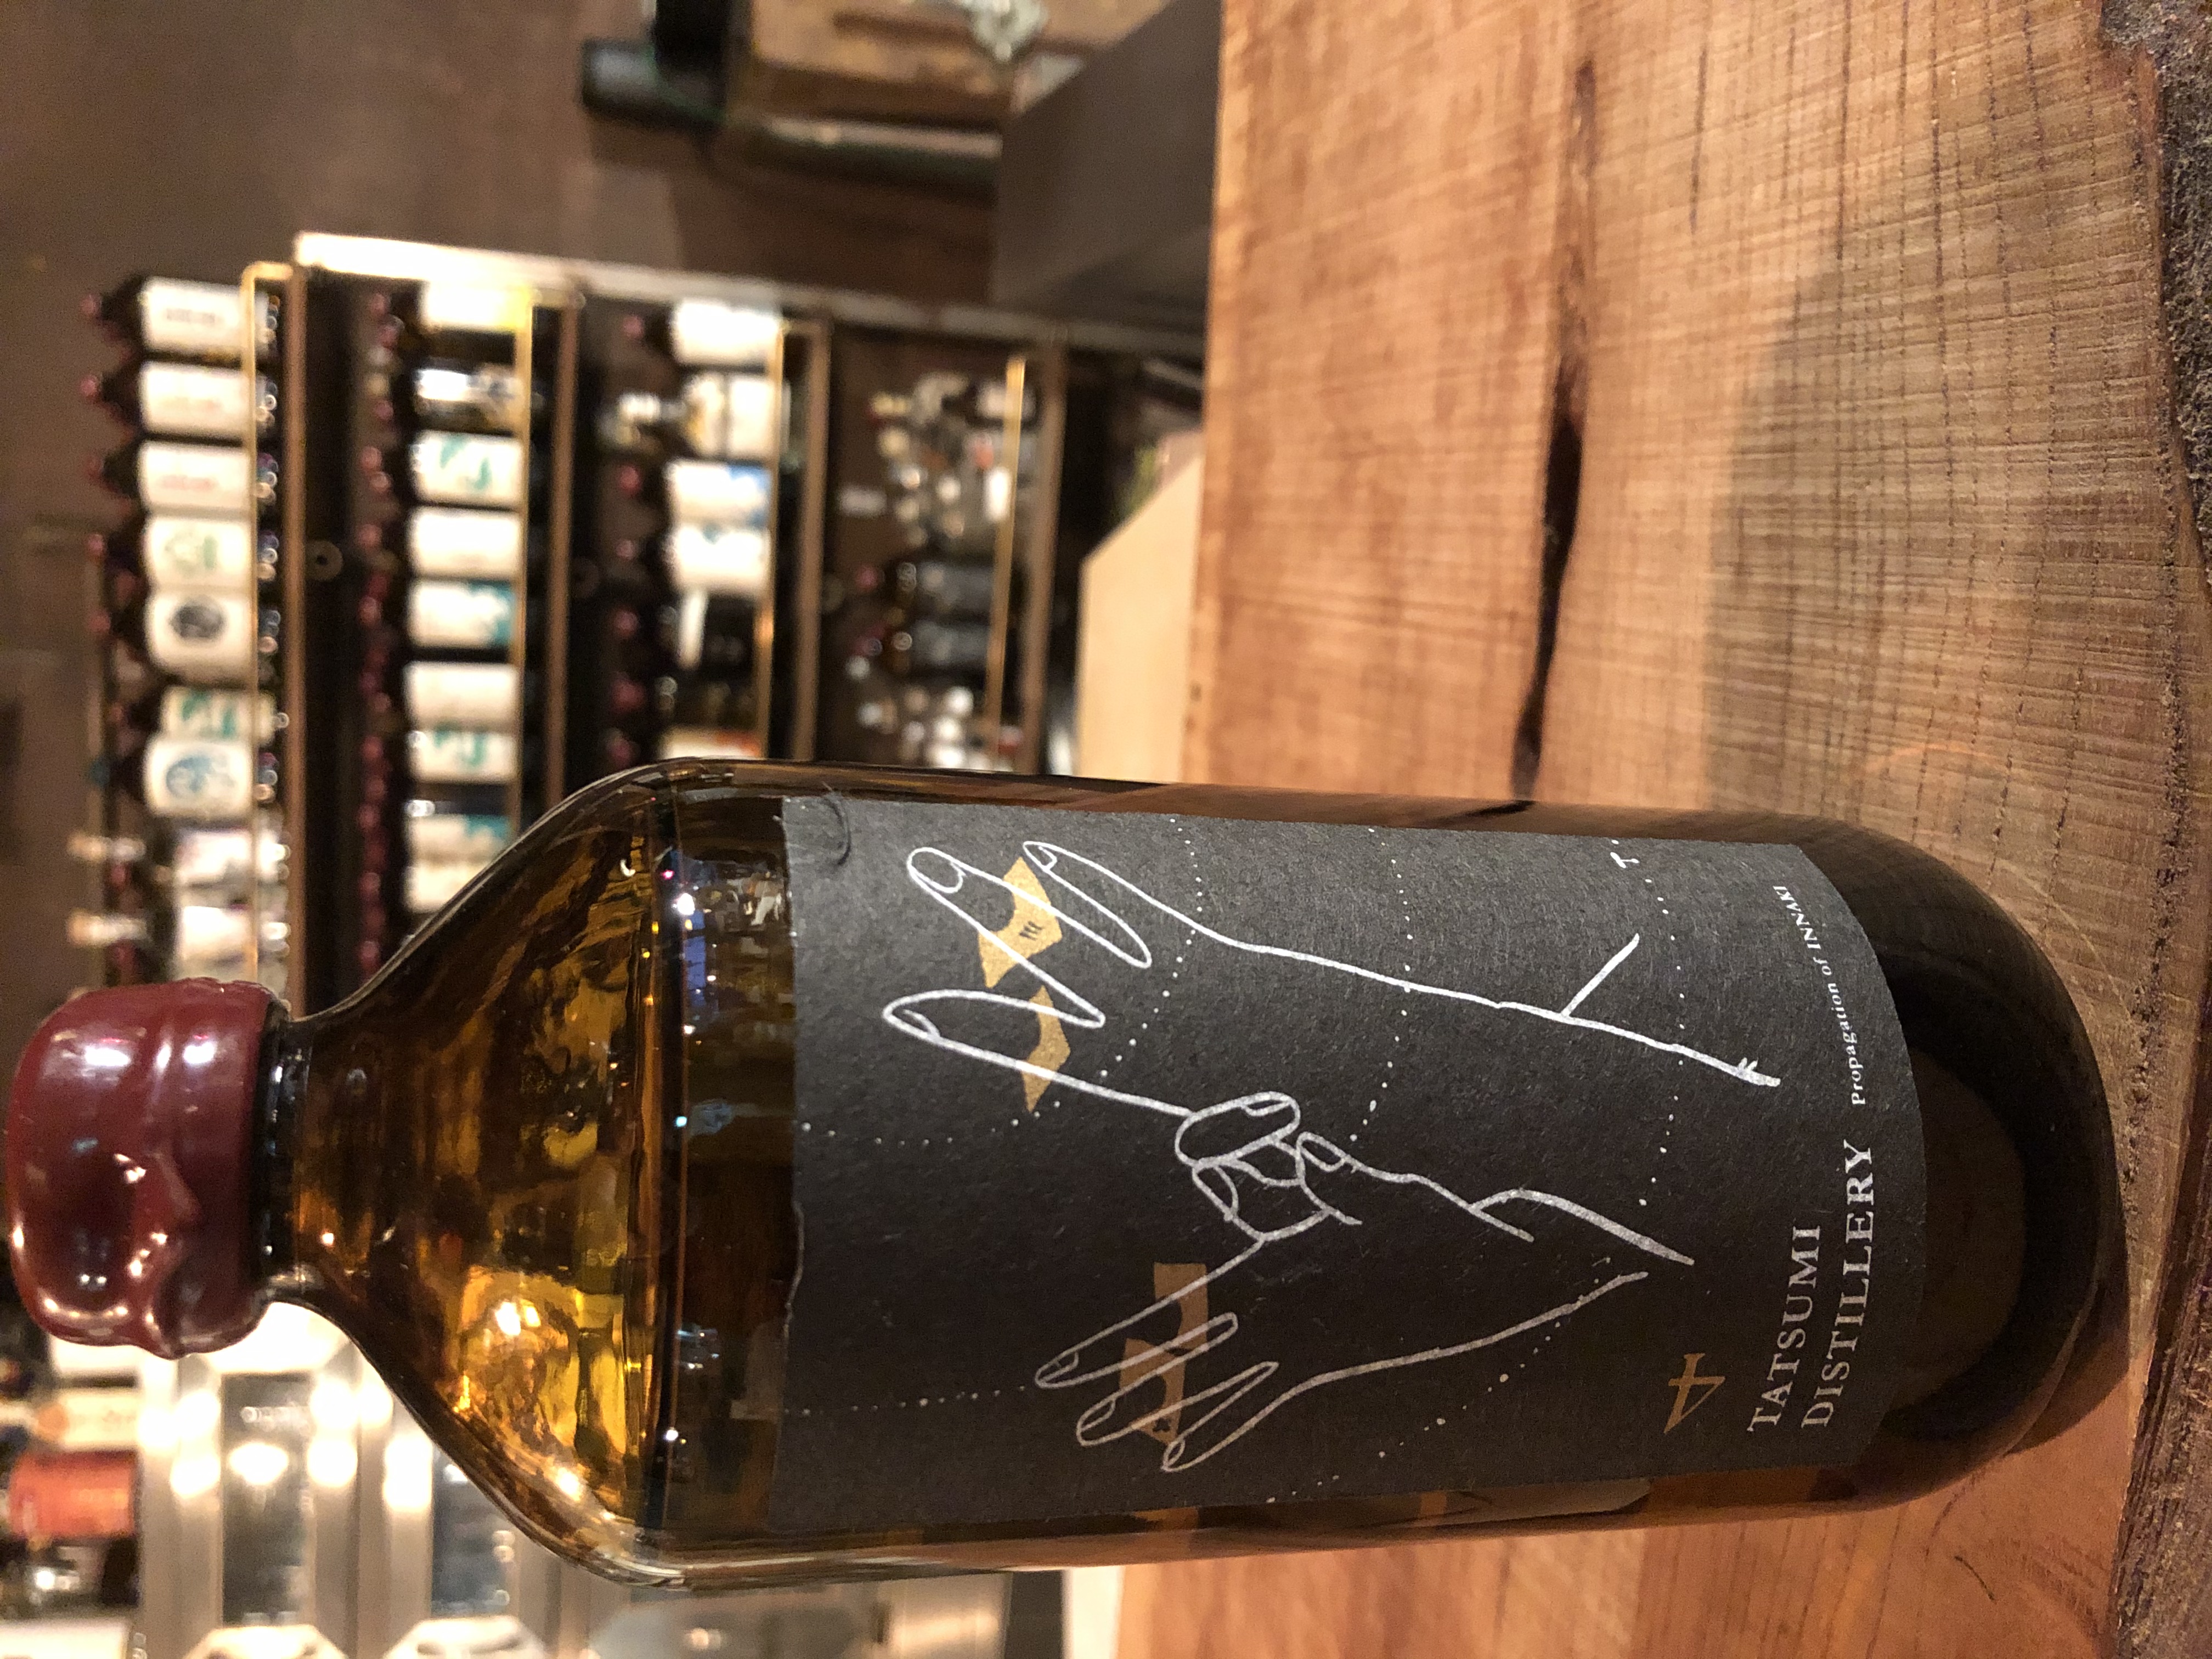 4
TATSUMI
DISTILLERY
Propagation of INNAKI